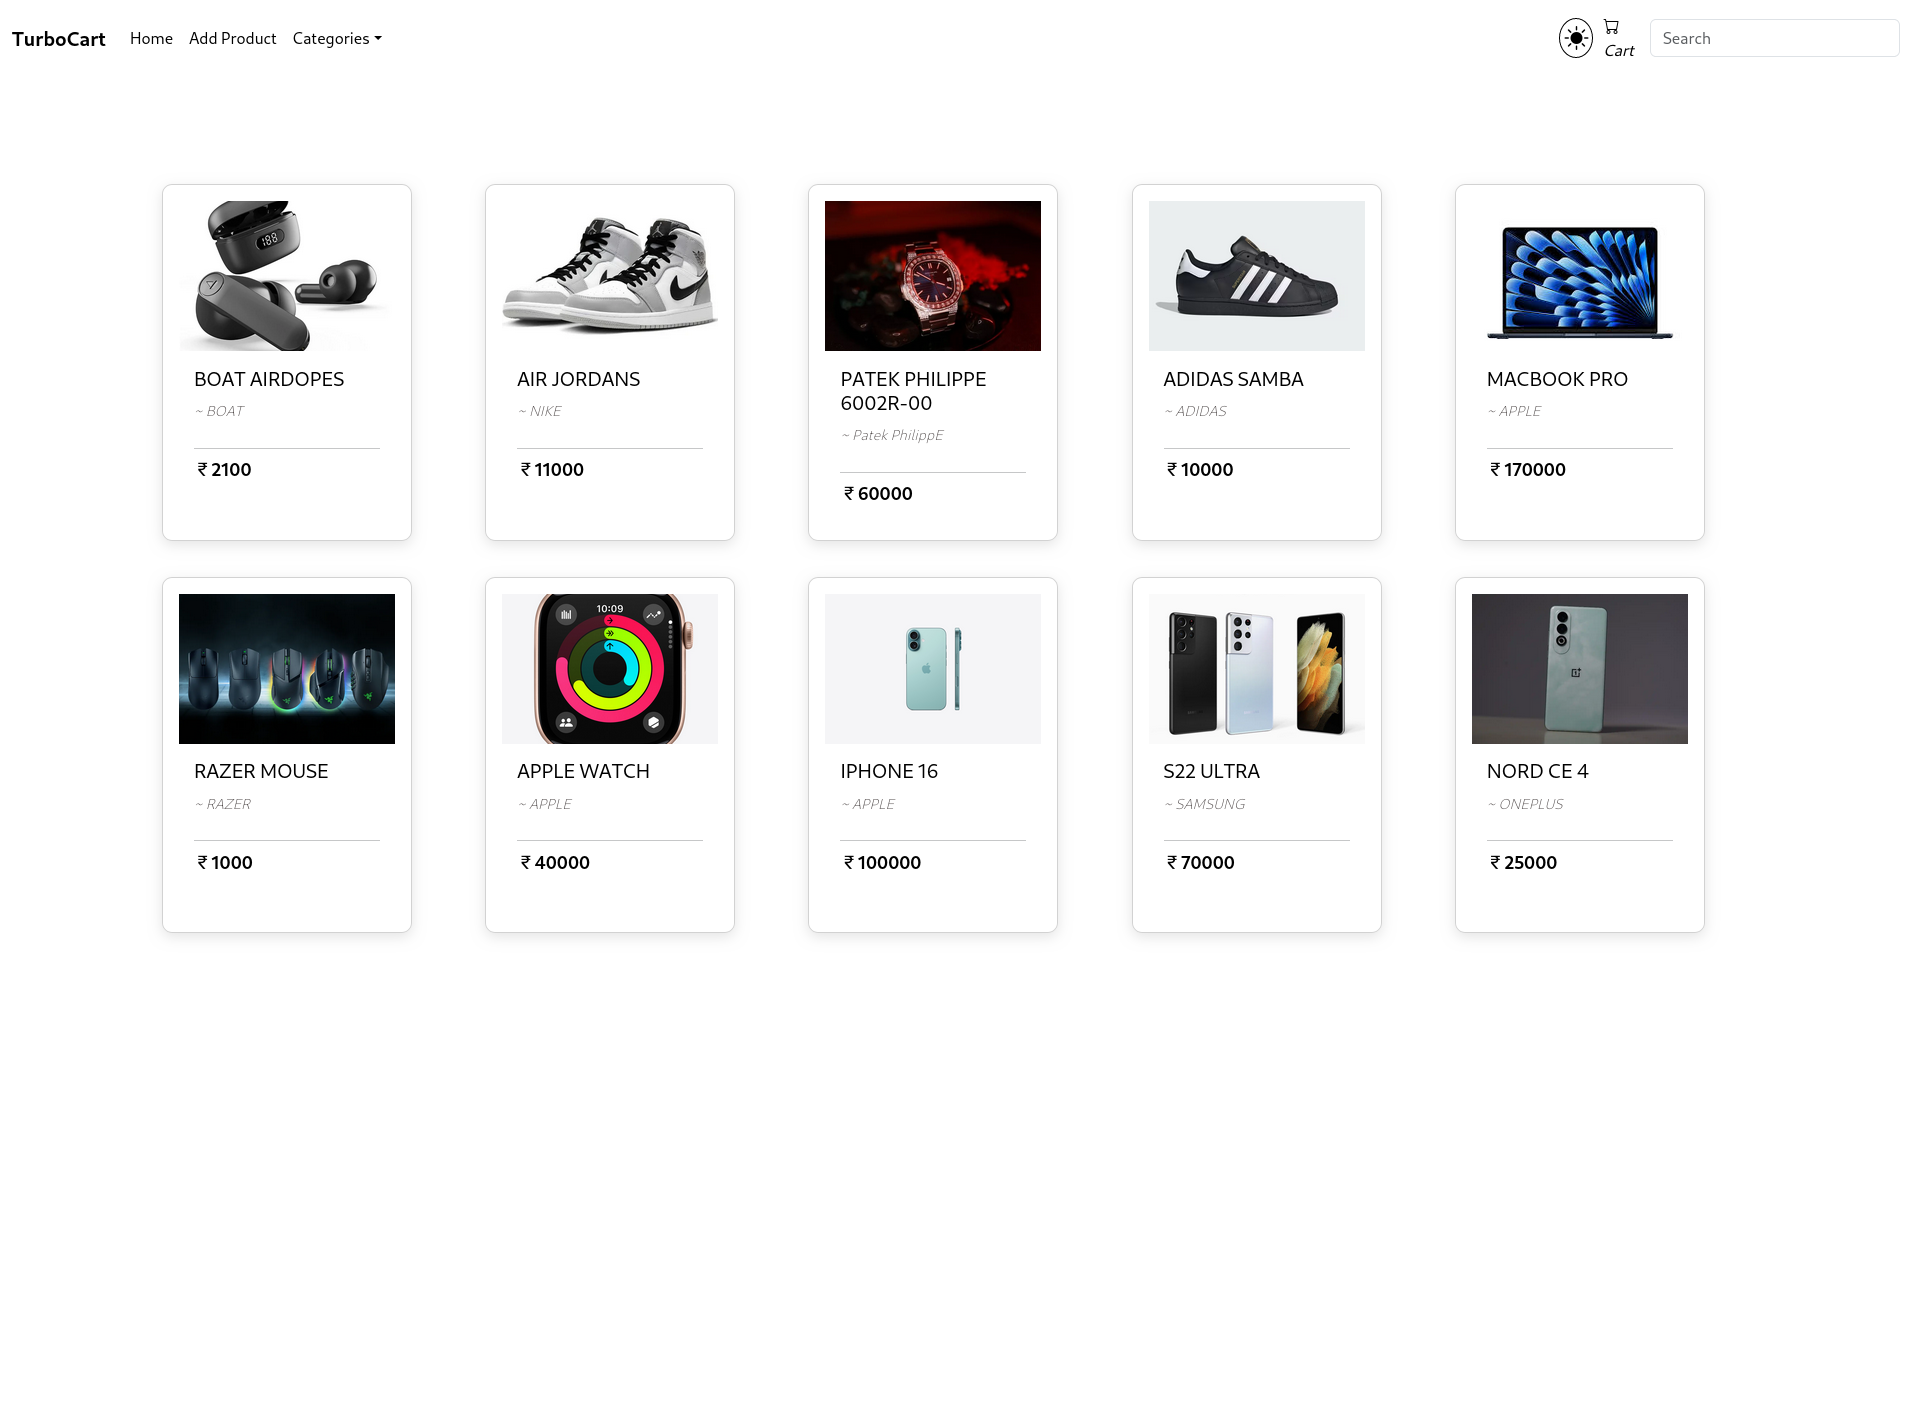 TurboCart Home Add Product Categories Cart Search
188
BOAT AIRDOPES
~ BOAT
₹ 2100
AIR JORDANS
~ NIKE
₹ 11000
PATEK PHILIPPE
6002R-00
~ Patek PhilippE
₹ 60000
ADIDAS SAMBA
~ ADIDAS
₹ 10000
MACBOOK PRO
~ APPLE
₹ 170000
RAZER MOUSE
~ RAZER
₹ 1000
10:09
APPLE WATCH
~ APPLE
₹ 40000
IPHONE 16
~ APPLE
₹ 100000
S22 ULTRA
~ SAMSUNG
₹ 70000
NORD CE 4
~ ONEPLUS
₹ 25000